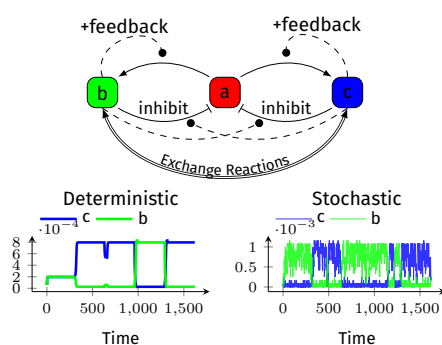 +feedback +feedback
b a c
inhibit inhibit
Exchange Reactions
Deterministic Stochastic
c b c b
·10⁻⁴ ·10⁻³
8
6
4
2
0
1
0.5
0
0 500 1,000 1,500 0 500 1,000 1,500
Time Time